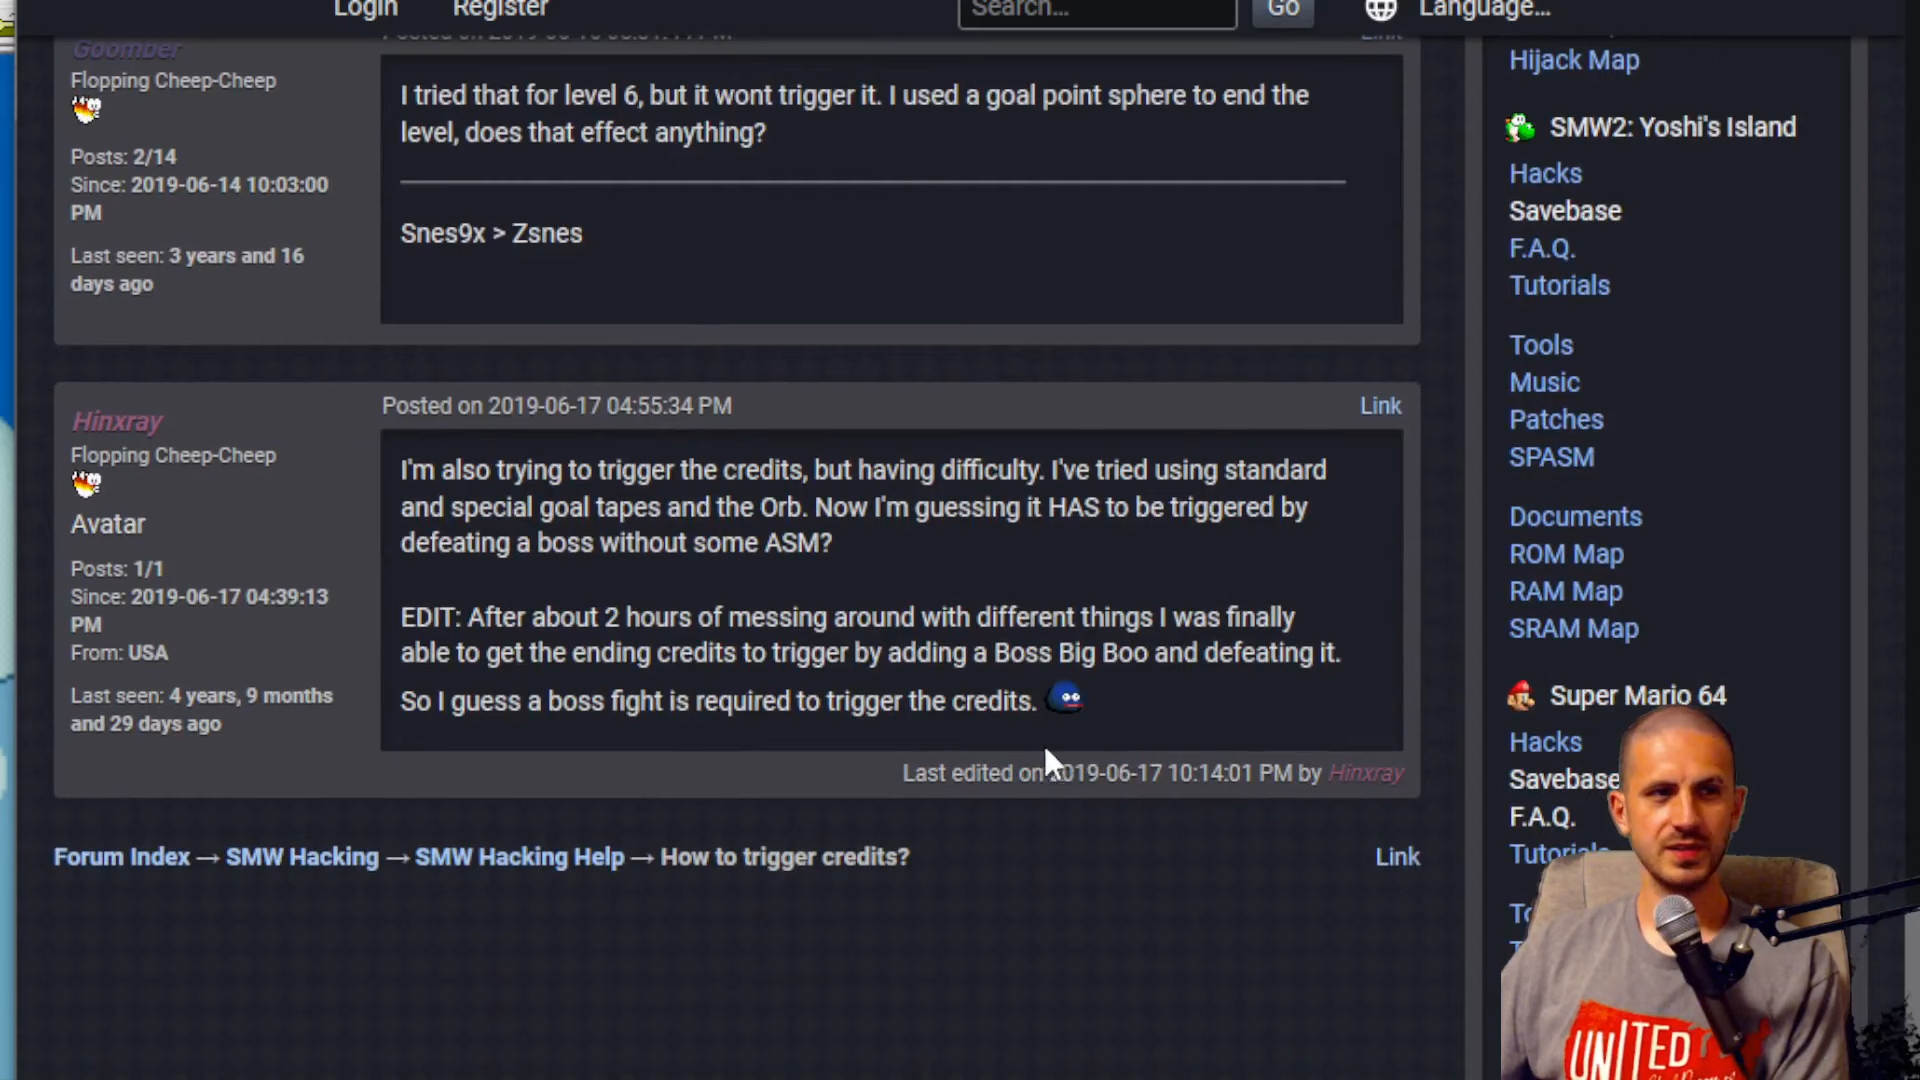 Login Register Search... Go Language...
Goomber
Flopping Cheep-Cheep
Posts: 2/14
Since: 2019-06-14 10:03:00
PM
Last seen: 3 years and 16
days ago
Link
I tried that for level 6, but it wont trigger it. I used a goal point sphere to end the
level, does that effect anything?
Snes9x > Zsnes
Hinxray
Flopping Cheep-Cheep
Avatar
Posts: 1/1
Since: 2019-06-17 04:39:13
PM
From: USA
Last seen: 4 years, 9 months
and 29 days ago
Posted on 2019-06-17 04:55:34 PM
Link
I'm also trying to trigger the credits, but having difficulty. I've tried using standard
and special goal tapes and the Orb. Now I'm guessing it HAS to be triggered by
defeating a boss without some ASM?
EDIT: After about 2 hours of messing around with different things I was finally
able to get the ending credits to trigger by adding a Boss Big Boo and defeating it.
So I guess a boss fight is required to trigger the credits.
Last edited on 2019-06-17 10:14:01 PM by Hinxray
Forum Index → SMW Hacking → SMW Hacking Help → How to trigger credits?
Link
Hijack Map
SMW2: Yoshi's Island
Hacks
Savebase
F.A.Q.
Tutorials
Tools
Music
Patches
SPASM
Documents
ROM Map
RAM Map
SRAM Map
Super Mario 64
Hacks
Savebase
F.A.Q.
Tutorials
UNITED